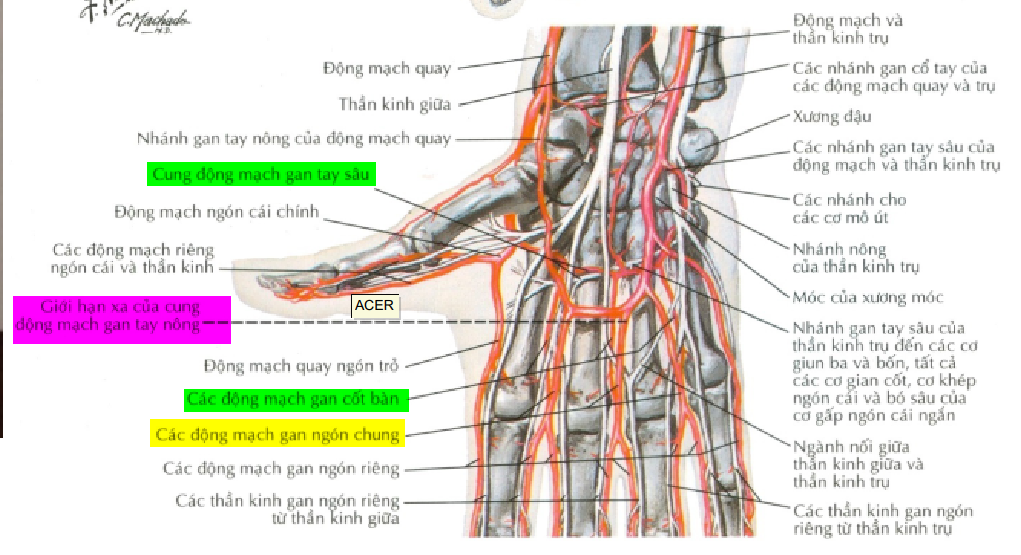 C.Machado
M.D.
Động mạch quay
Thần kinh giữa
Nhánh gan tay nông của động mạch quay
Cung động mạch gan tay sâu
Động mạch ngón cái chính
Các động mạch riêng
ngón cái và thần kinh
ACER
Giới hạn xa của cung
động mạch gan tay nông
Động mạch quay ngón trỏ
Các động mạch gan cốt bàn
Các động mạch gan ngón chung
Các động mạch gan ngón riêng
Các thần kinh gan ngón riêng
từ thần kinh giữa
Động mạch và
thần kinh trụ
Các nhánh gan cổ tay của
các động mạch quay và trụ
Xương đậu
Các nhánh gan tay sâu của
động mạch và thần kinh trụ
Các nhánh cho
các cơ mô út
Nhánh nông
của thần kinh trụ
Móc của xương móc
Nhánh gan tay sâu của
thần kinh trụ đến các cơ
giun ba và bốn, tất cả
các cơ gian cốt, cơ khép
ngón cái và bó sâu của
cơ gấp ngón cái ngắn
Ngành nối giữa
thần kinh giữa và
thần kinh trụ
Các thần kinh gan ngón
riêng từ thần kinh trụ